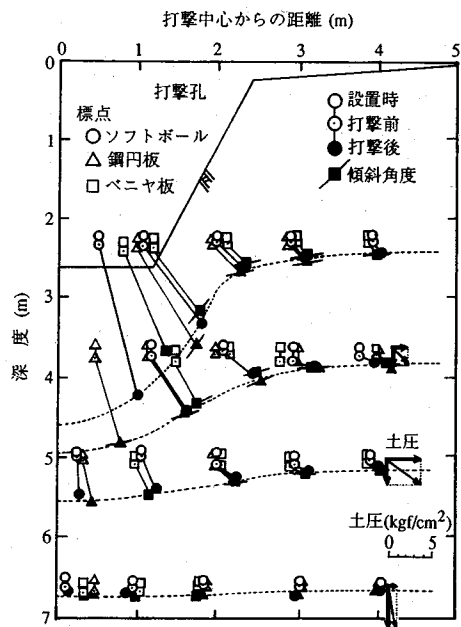 打撃中心からの距離 (m)
0 1 2 3 4 5
0
打撃孔
標点
ソフトボール
鋼円板
ベニヤ板
設置時
打撃前
打撃後
傾斜角度
1
2
3
深度 (m)
4
5
土圧
土圧(kgf/cm²)
0 5
6
7